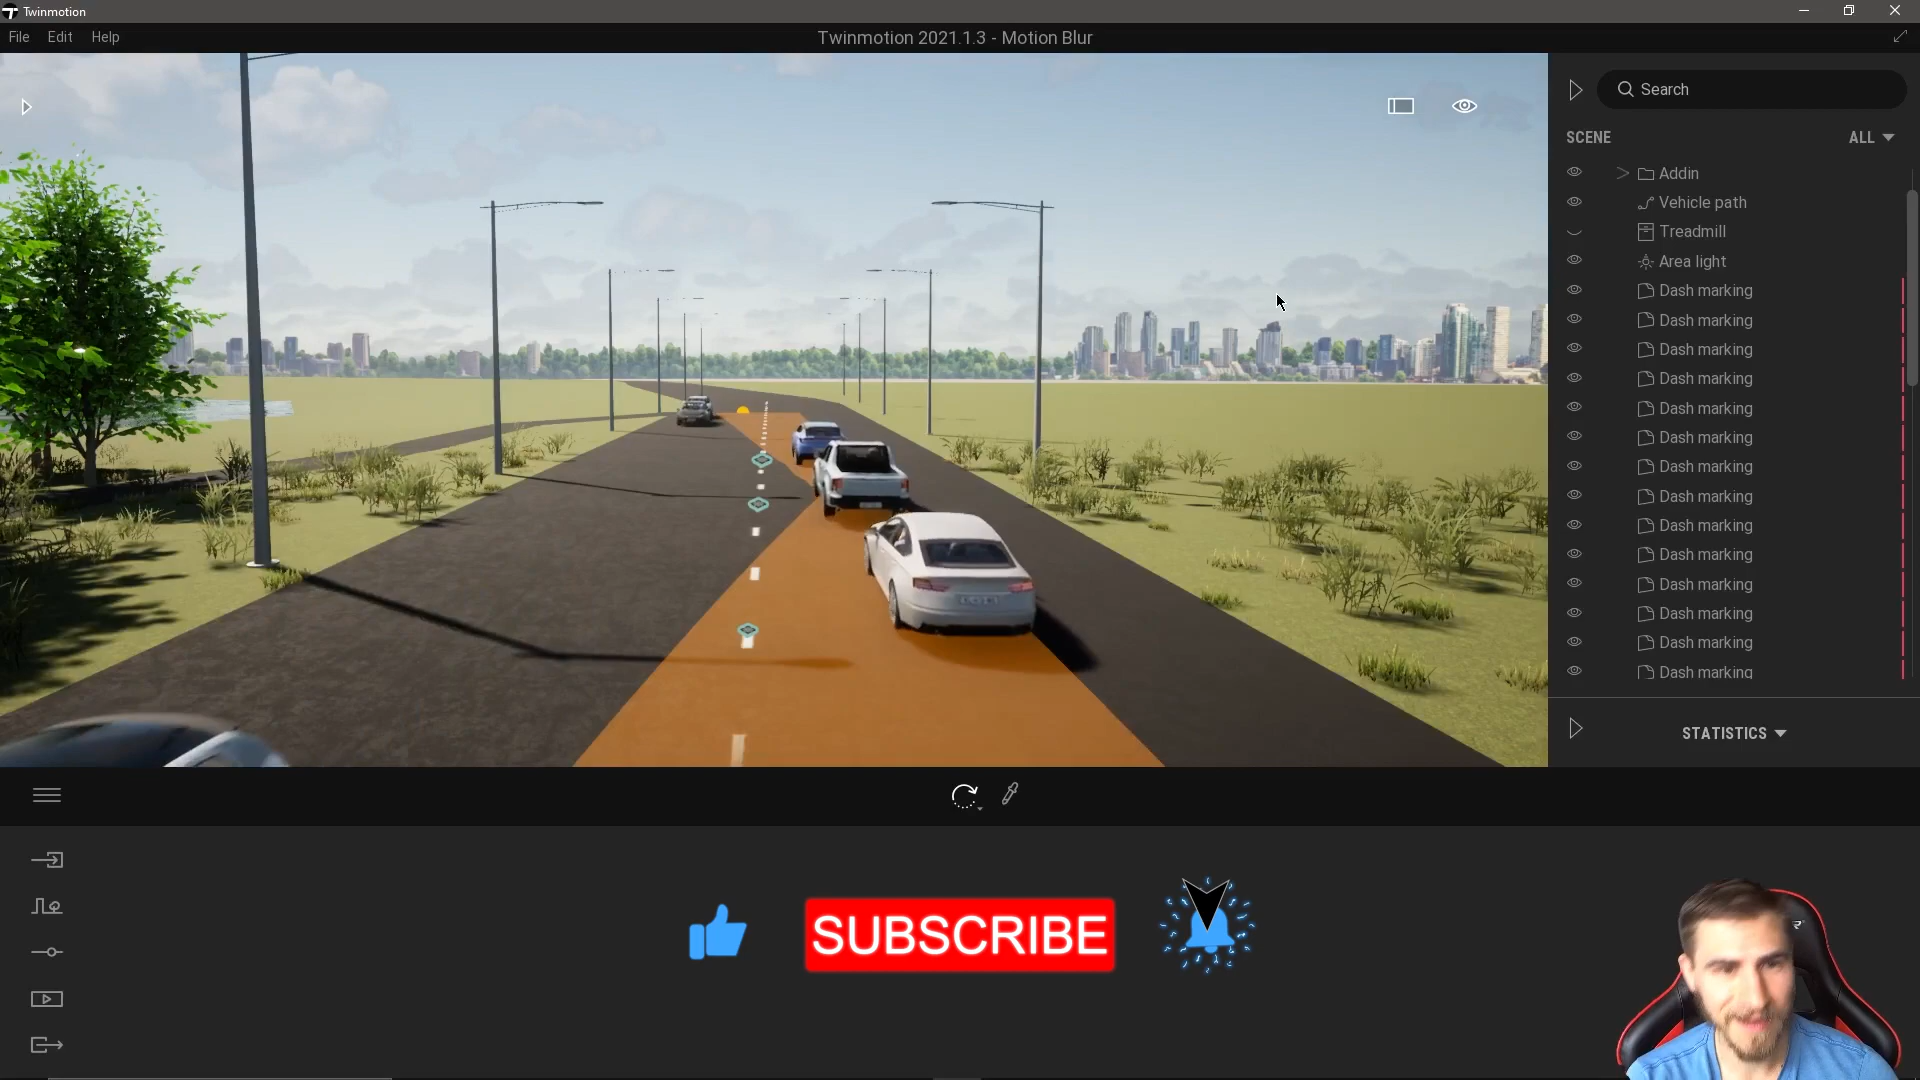 Twinmotion
File Edit Help
Twinmotion 2021.1.3 - Motion Blur
Search
SCENE
ALL
Addin
Vehicle path
Treadmill
Area light
Dash marking
Dash marking
Dash marking
Dash marking
Dash marking
Dash marking
Dash marking
Dash marking
Dash marking
Dash marking
Dash marking
Dash marking
Dash marking
Dash marking
STATISTICS
SUBSCRIBE